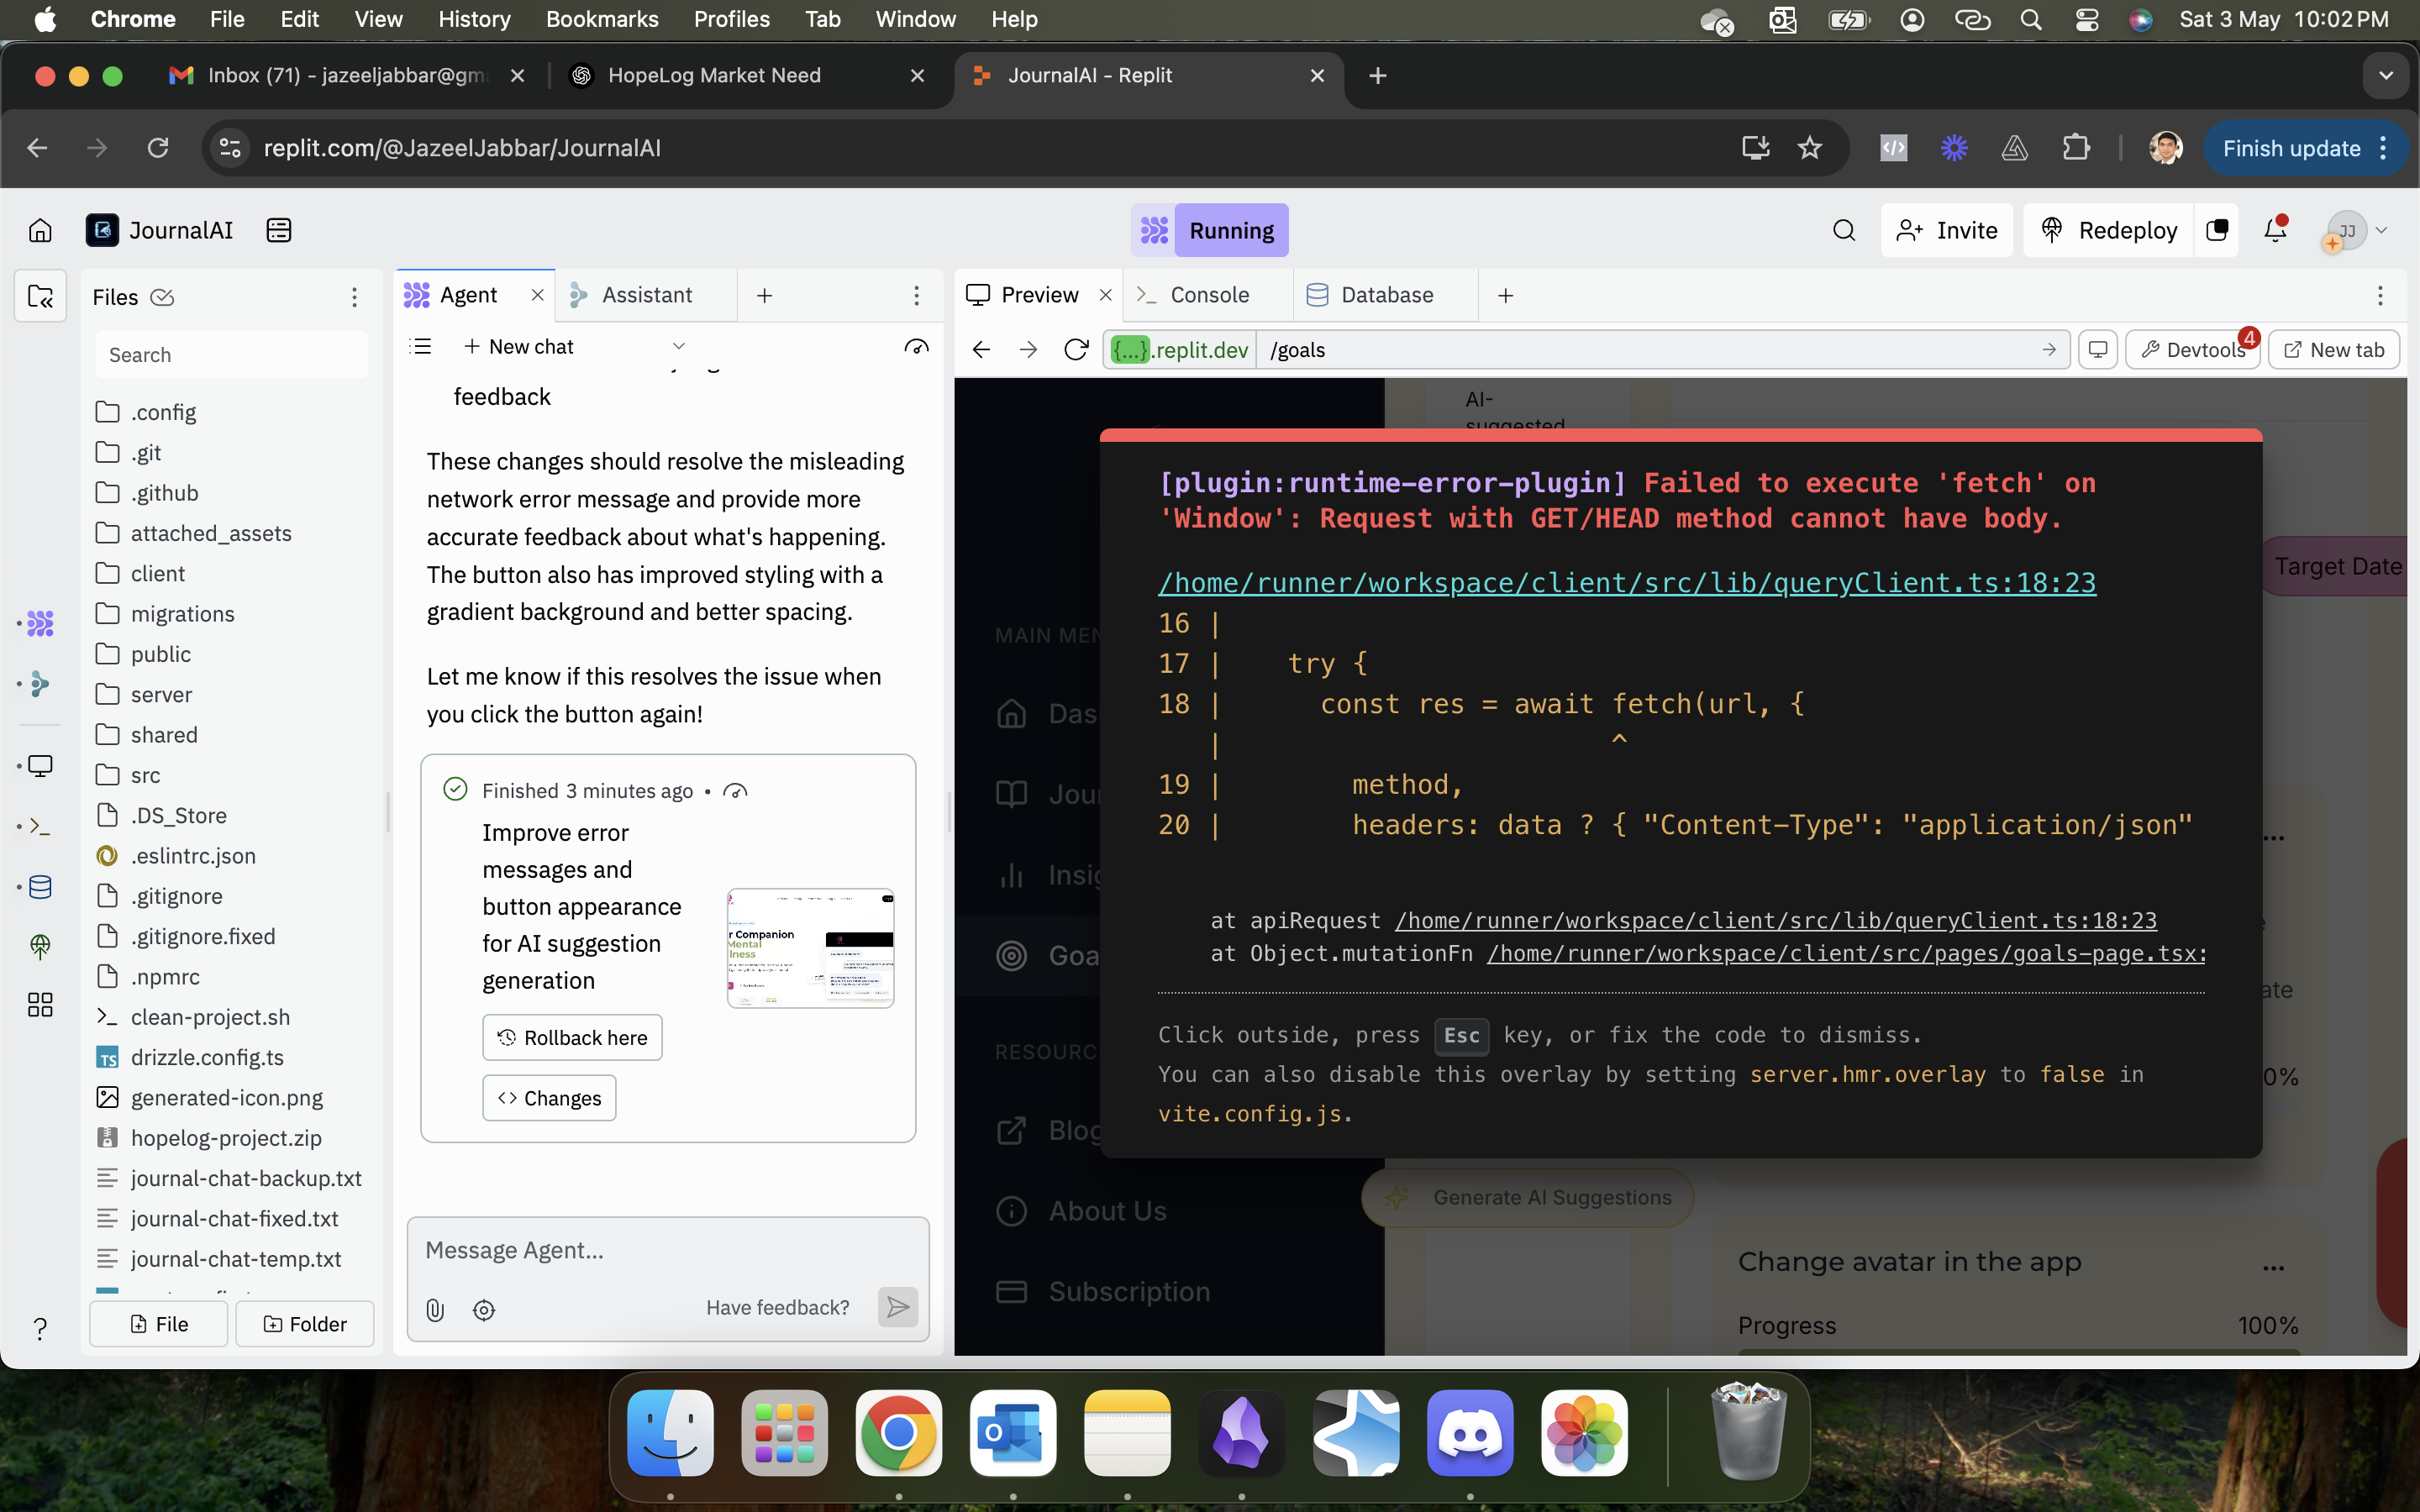 Chrome File Edit View History Bookmarks Profiles Tab Window Help
Sat 3 May 10:02 PM
Inbox (71) - jazeeljabbar@gm
HopeLog Market Need
JournalAI - Replit
replit.com/@JazeelJabbar/JournalAI
Finish update
JournalAI
Running
Invite
Redeploy
JJ
Files
Search
.config
.git
.github
attached_assets
client
migrations
public
server
shared
src
.DS_Store
.eslintrc.json
.gitignore
.gitignore.fixed
.npmrc
clean-project.sh
drizzle.config.ts
generated-icon.png
hopelog-project.zip
journal-chat-backup.txt
journal-chat-fixed.txt
journal-chat-temp.txt
File
Folder
Agent
Assistant
New chat
feedback
These changes should resolve the misleading
network error message and provide more
accurate feedback about what's happening.
The button also has improved styling with a
gradient background and better spacing.
Let me know if this resolves the issue when
you click the button again!
Finished 3 minutes ago •
Improve error
messages and
button appearance
for AI suggestion
generation
r Companion
Mental
lness
Rollback here
Changes
Message Agent...
Have feedback?
Preview
Console
Database
{...}.replit.dev
/goals
Devtools
4
New tab
AI-
suggested
Target Date
MAIN MEN
Das
Jour
Insig
Goa
RESOURC
Blog
About Us
Subscription
[plugin:runtime-error-plugin] Failed to execute 'fetch' on
'Window': Request with GET/HEAD method cannot have body.
/home/runner/workspace/client/src/lib/queryClient.ts:18:23
16 |
17 | try {
18 | const res = await fetch(url, {
| ^
19 | method,
20 | headers: data ? { "Content-Type": "application/json"
at apiRequest /home/runner/workspace/client/src/lib/queryClient.ts:18:23
at Object.mutationFn /home/runner/workspace/client/src/pages/goals-page.tsx:
Click outside, press Esc key, or fix the code to dismiss.
You can also disable this overlay by setting server.hmr.overlay to false in
vite.config.js.
ate
0%
Generate AI Suggestions
Change avatar in the app
Progress
100%